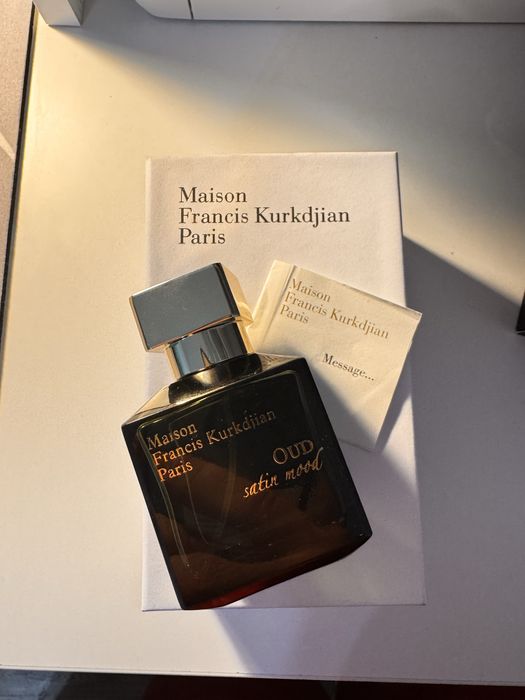 Maison
Francis Kurkdjian
Paris
Maison
Francis Kurkdjian
Paris
Message...
Maison
Francis Kurkdjian
Paris
OUD
satin mood